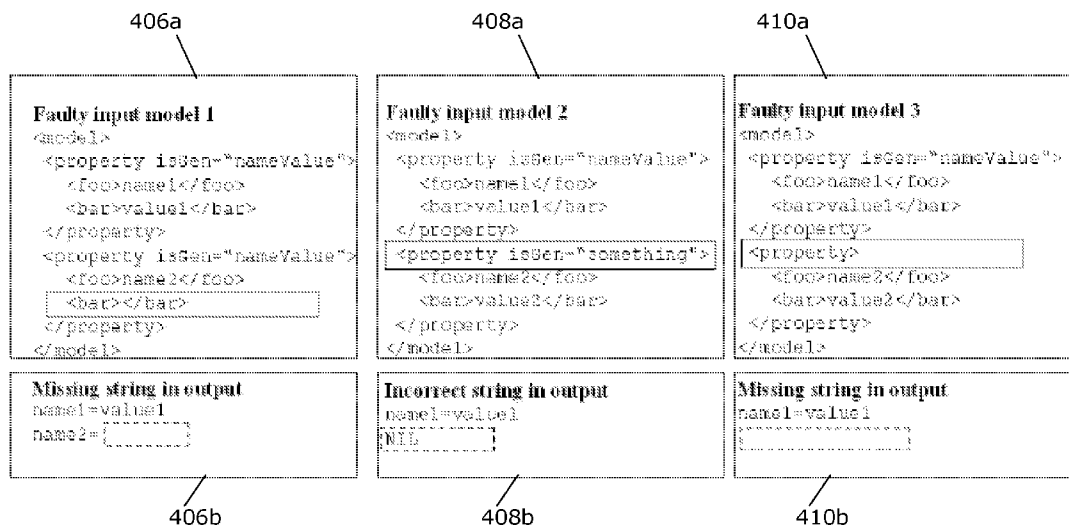 406a
408a
410a
Faulty input model 1
<model>
<property isGen="nameValue">
<foo>name1</foo>
<bar>value1</bar>
</property>
<property isGen="nameValue">
<foo>name2</foo>
<bar></bar>
</property>
</model>
Missing string in output
name1=value1
name2=
406b
Faulty input model 2
<model>
<property isGen="nameValue">
<foo>name1</foo>
<bar>value1</bar>
</property>
<property isGen="something">
<foo>name2</foo>
<bar>value2</bar>
</property>
</model>
Incorrect string in output
name1=value1
NIL
408b
Faulty input model 3
<model>
<property isGen="nameValue">
<foo>name1</foo>
<bar>value1</bar>
</property>
<property>
<foo>name2</foo>
<bar>value2</bar>
</property>
</model>
Missing string in output
name1=value1
410b